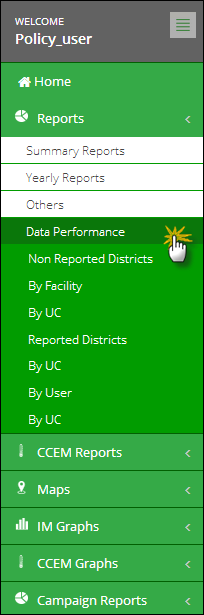 WELCOME
Policy_user
Home
Reports
Summary Reports
Yearly Reports
Others
Data Performance
Non Reported Districts
By Facility
By UC
Reported Districts
By UC
By User
By UC
CCEM Reports
Maps
IM Graphs
CCEM Graphs
Campaign Reports